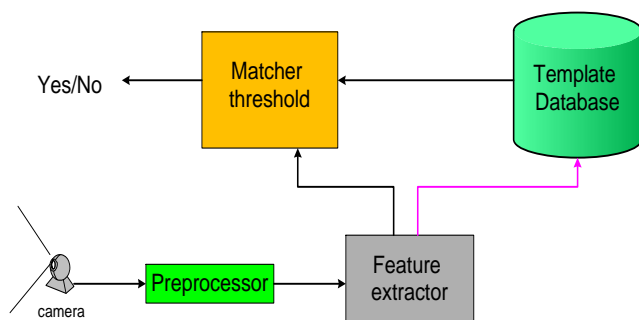 Yes/No
Matcher
threshold
Template
Database
camera
Preprocessor
Feature
extractor